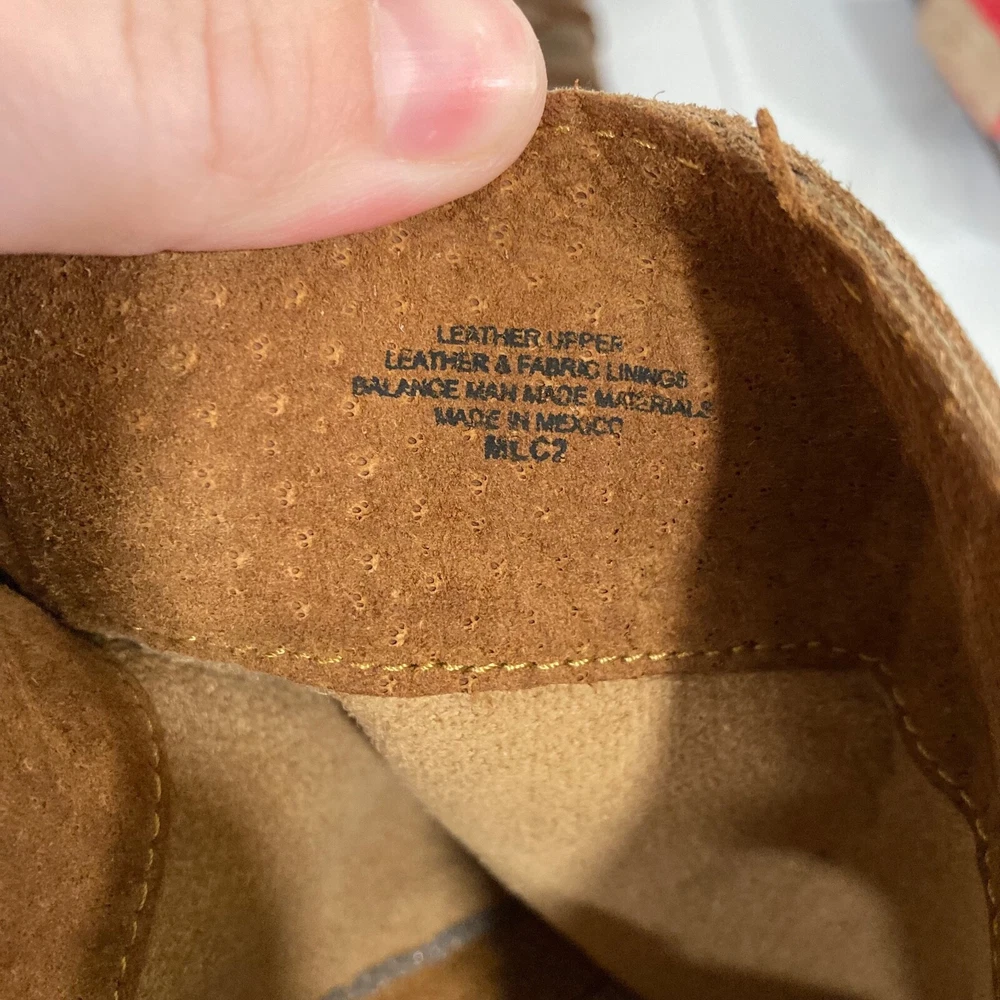 LEATHER UPPER
LEATHER & FABRIC LININGS
BALANCE MAN MADE MATERIALS
MADE IN MEXICO
MLC2